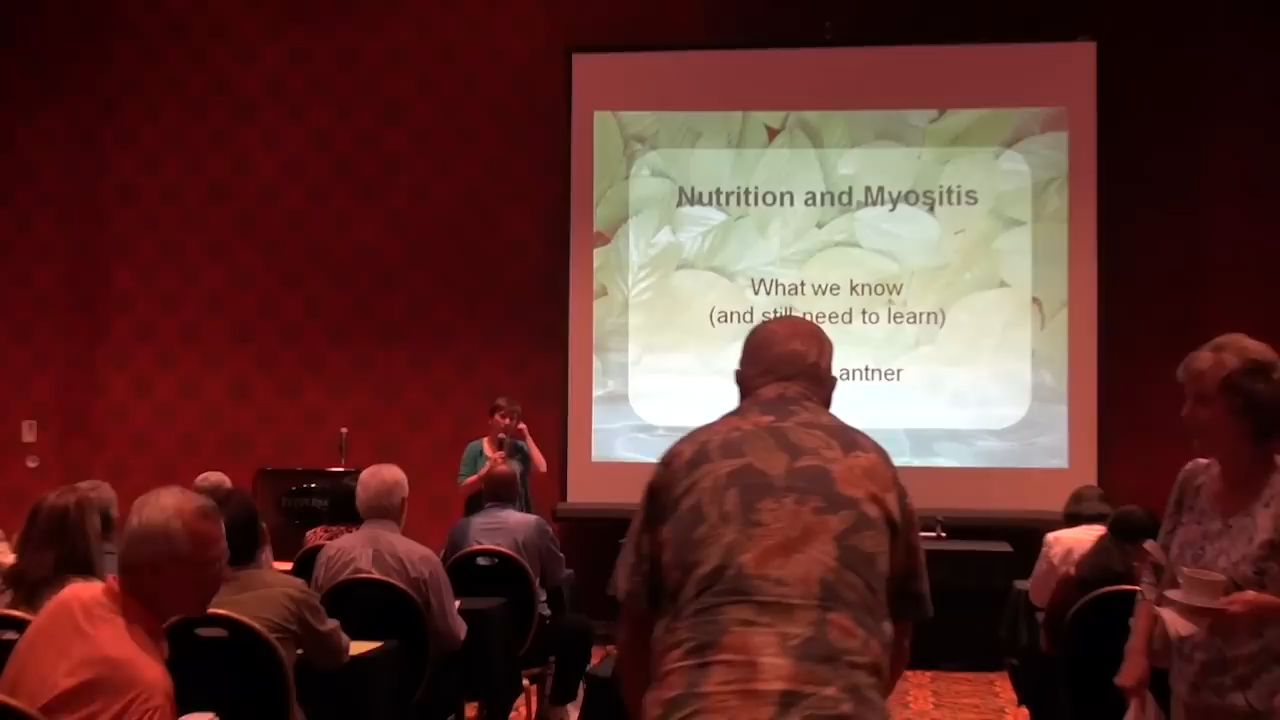 Nutrition and Myositis
What we know
(and still need to learn)
antner